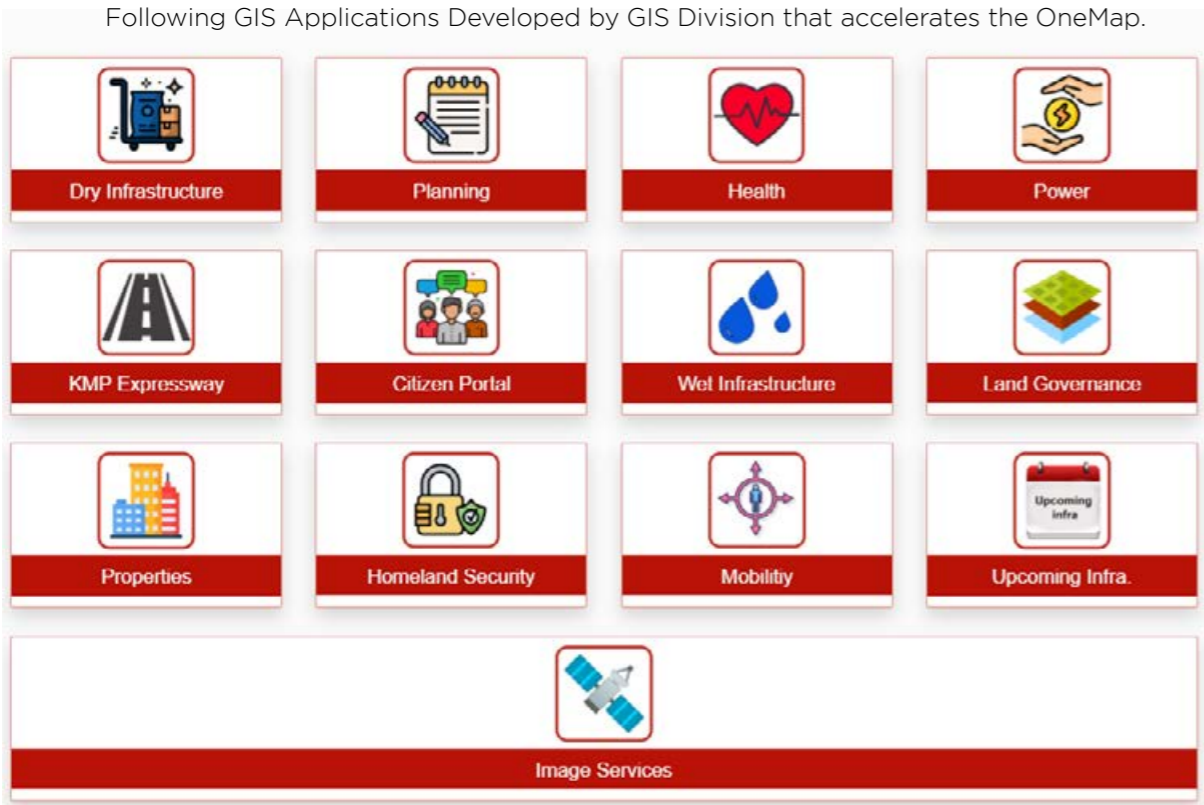 Following GIS Applications Developed by GIS Division that accelerates the OneMap.
Dry Infrastructure
Planning
Health
Power
KMP Expressway
Citizen Portal
Wet Infrastructure
Land Governance
Properties
Homeland Security
Mobilitiy
Upcoming
infra
Upcoming Infra.
Image Services